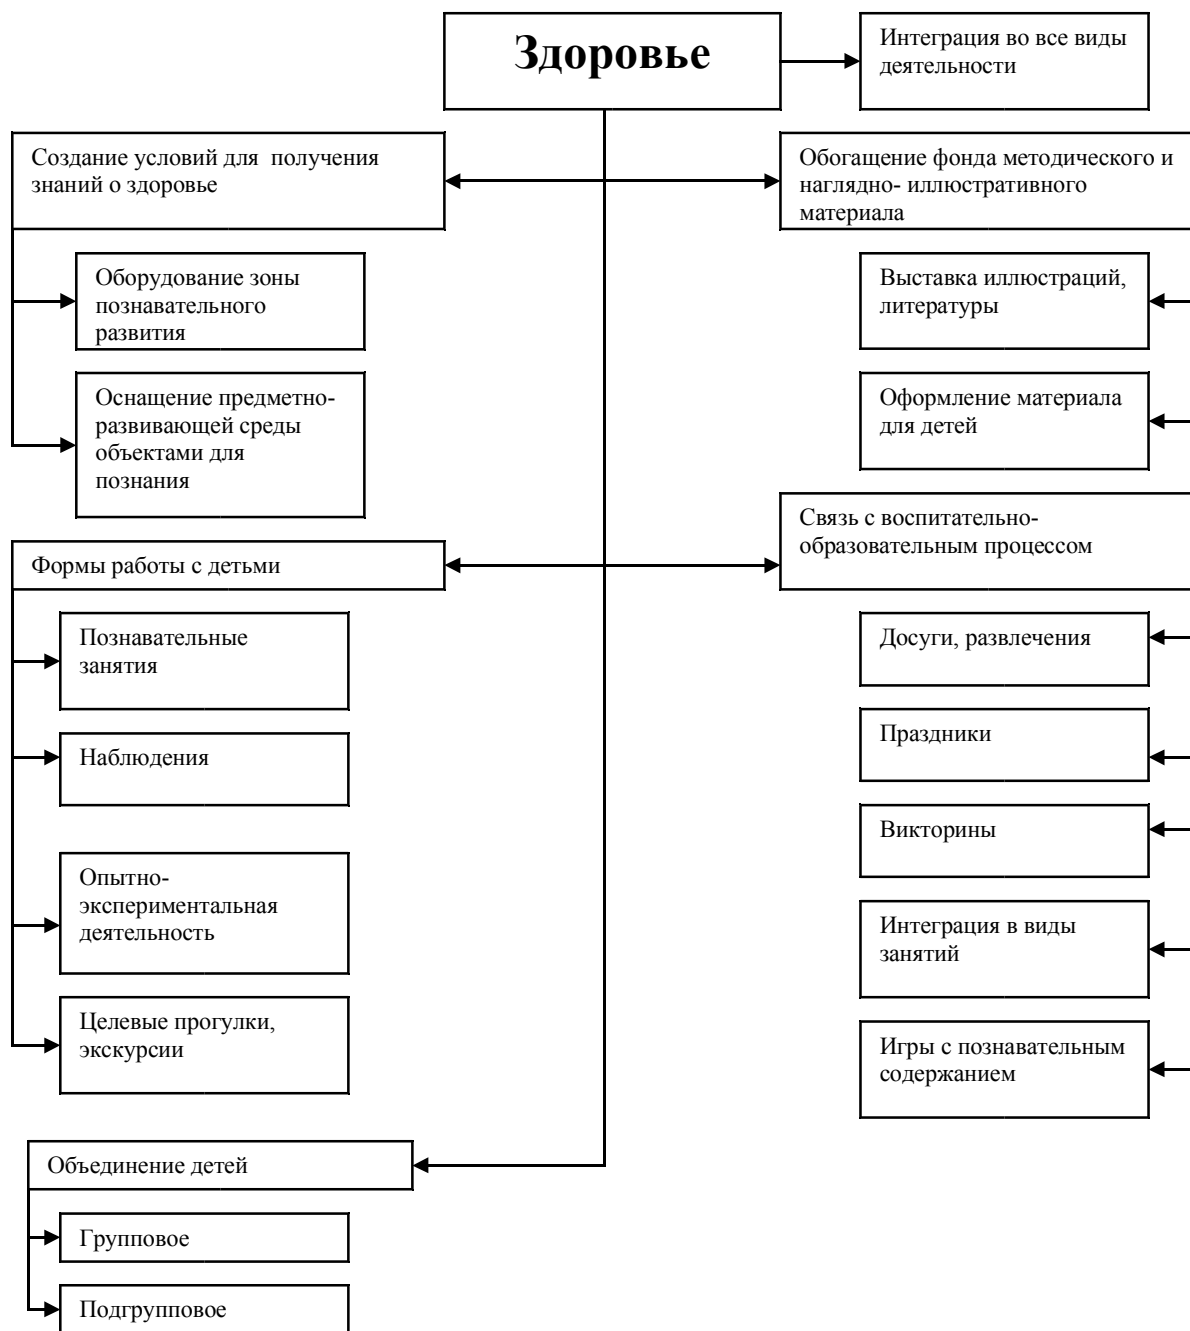 Здоровье
Интеграция во все виды
деятельности
Создание условий для  получения
знаний о здоровье
Обогащение фонда методического и
наглядно- иллюстративного
материала
Оборудование зоны
познавательного
развития
Выставка иллюстраций,
литературы
Оснащение предметно-
развивающей среды
объектами для
познания
Оформление материала
для детей
Связь с воспитательно-
образовательным процессом
Формы работы с детьми
Познавательные
занятия
Досуги, развлечения
Наблюдения
Праздники
Викторины
Опытно-
экспериментальная
деятельность
Интеграция в виды
занятий
Целевые прогулки,
экскурсии
Игры с познавательным
содержанием
Объединение детей
Групповое
Подгрупповое